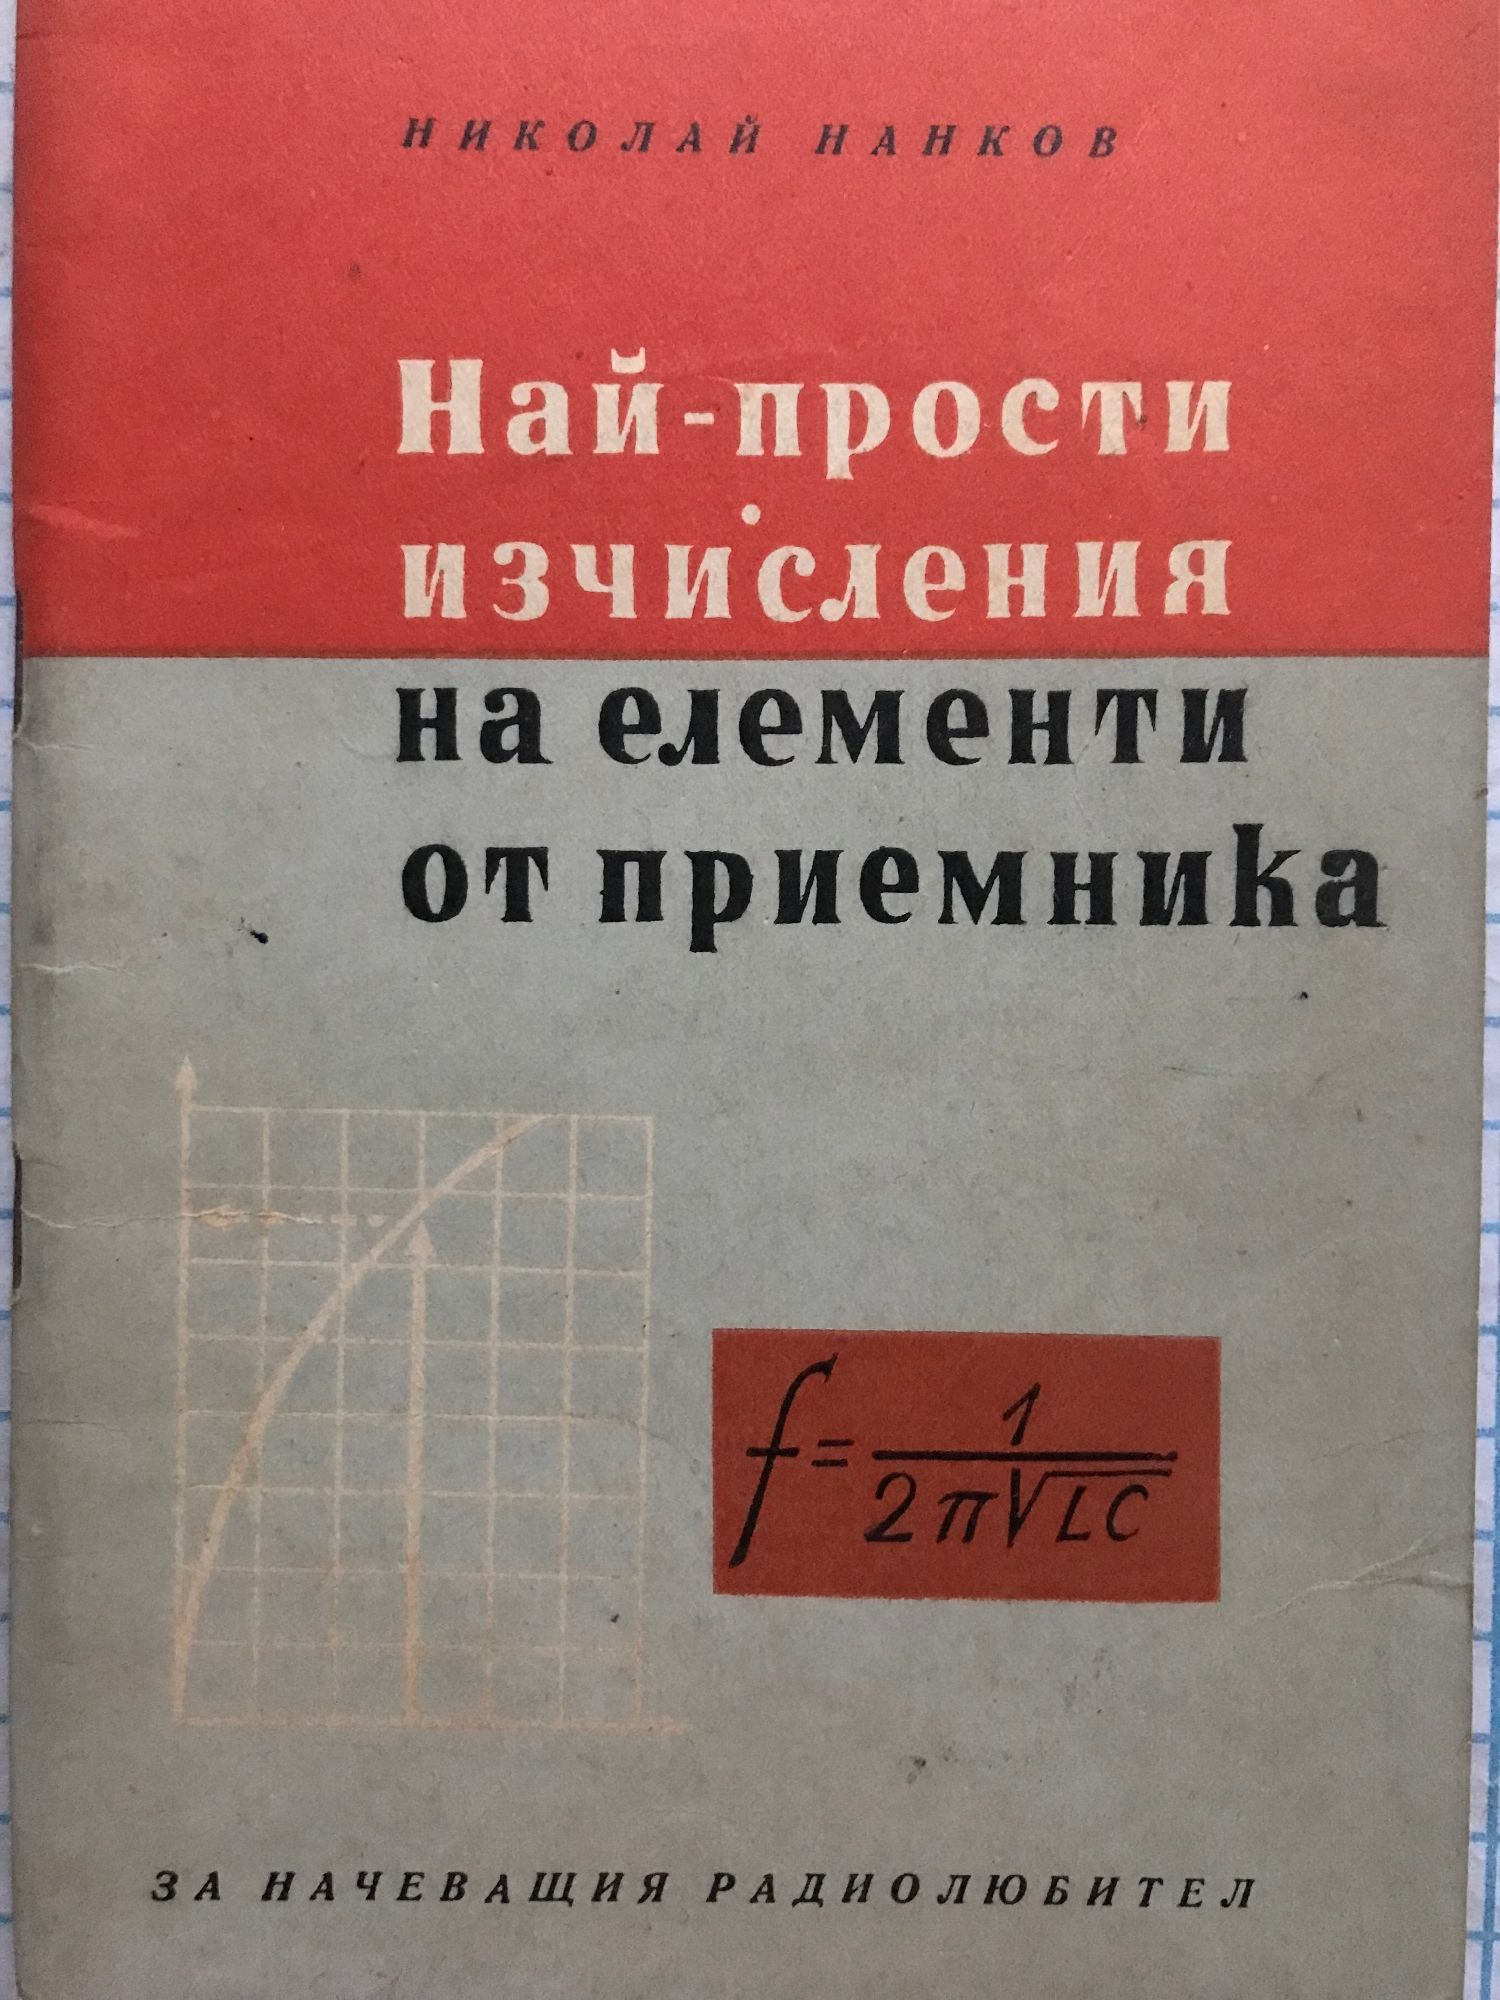 НИКОЛАЙ НАНКОВ
Най-прости
изчисления
на елементи
от приемника
f = 1 / 2π√LC
ЗА НАЧЕВАЩИЯ РАДИОЛЮБИТЕЛ